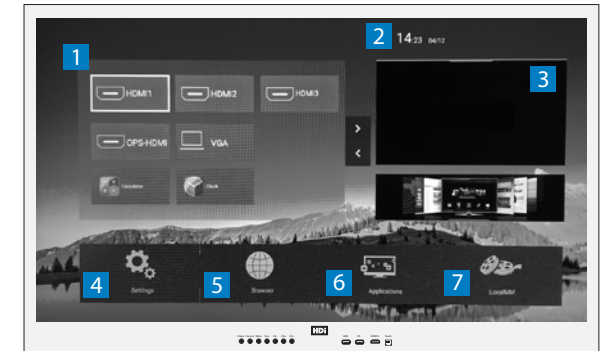 1
2
14:23 04/12
3
HDMI1
HDMI2
HDMI3
OPS-HDMI
VGA
Calculator
Clock
4
Settings
5
Browser
6
Applications
7
LocalMM
HDi